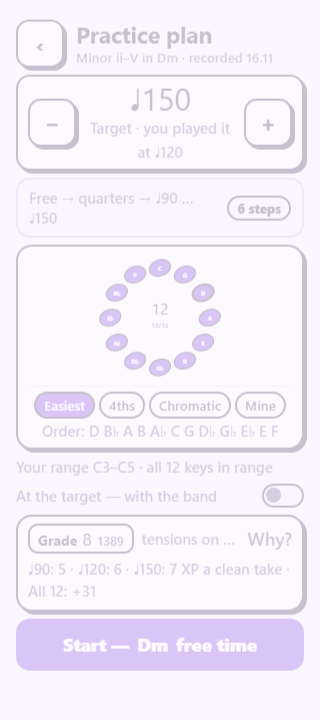 ‹
Practice plan
Minor ii–V in Dm · recorded 16.11
−
♩150
+
Target · you played it
at ♩120
Free → quarters → ♩90 ...
♩150
6 steps
C
G
D
A
E
B
12
14/14
Easiest
4ths
Chromatic
Mine
Order: D B♭ A B A♭ C G D♭ G♭ E♭ E F
Your range C3–C5 · all 12 keys in range
At the target — with the band
Grade 8 1389
tensions on ...
Why?
♩90: 5 · ♩120: 6 · ♩150: 7 XP a clean take ·
All 12: +31
Start — Dm free time